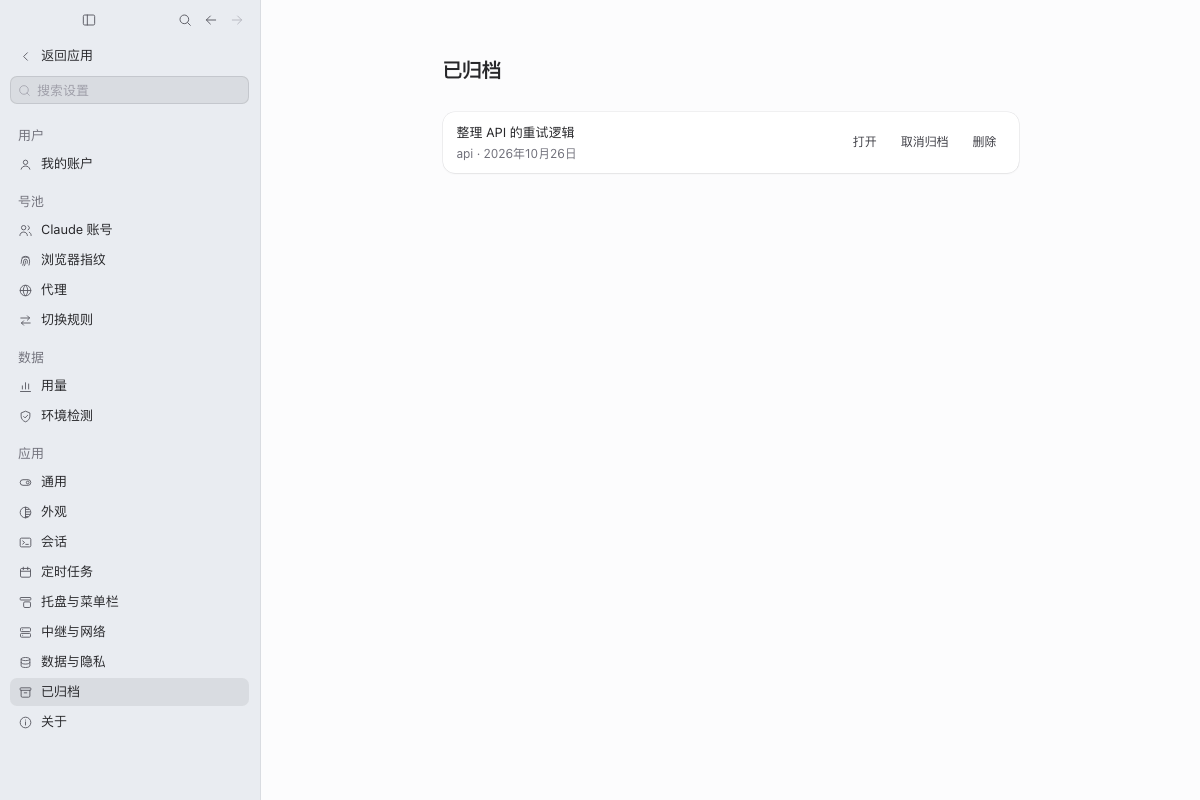 返回应用
搜索设置
用户
我的账户
号池
Claude 账号
浏览器指纹
代理
切换规则
数据
用量
环境检测
应用
通用
外观
会话
定时任务
托盘与菜单栏
中继与网络
数据与隐私
已归档
关于
已归档
整理 API 的重试逻辑
api · 2026年10月26日
打开 取消归档 删除